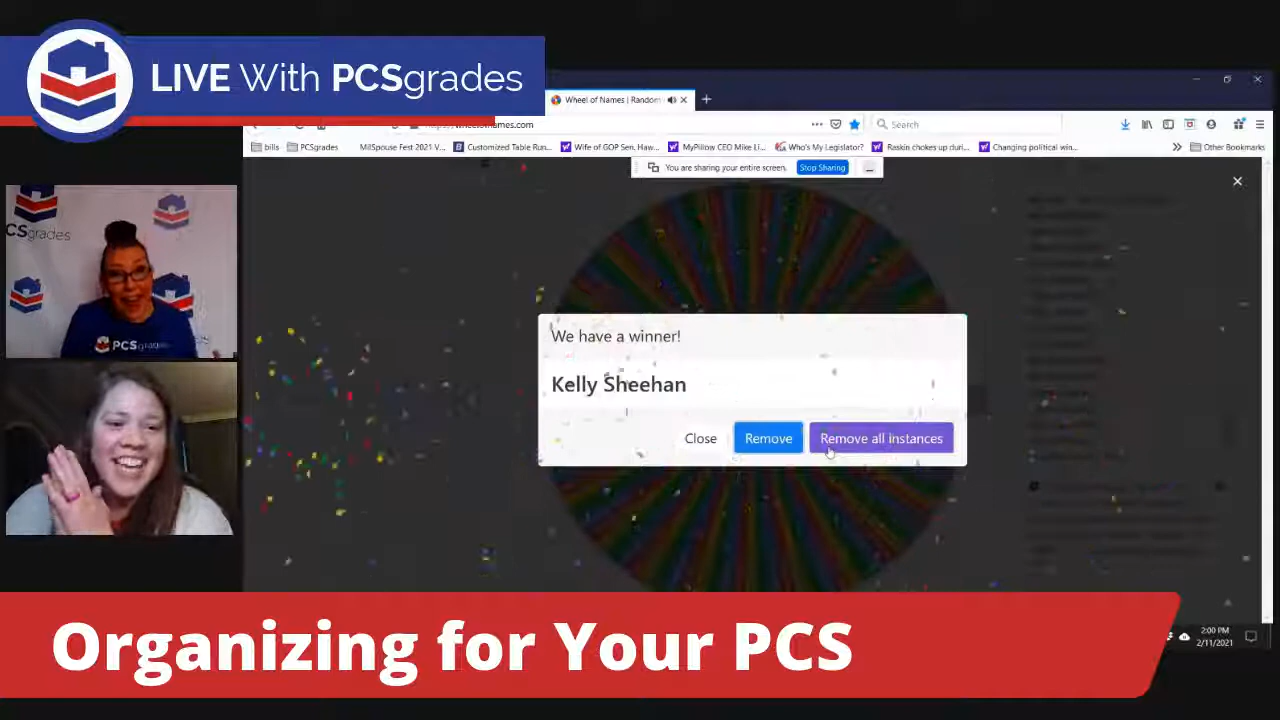 LIVE With PCSgrades
Wheel of Names | Random
Search
bills
PCSgrades
MilSpouse Fest 2021 V...
Customized Table Run...
Wife of GOP Sen. Haw...
MyPillow CEO Mike Li...
Who's My Legislator?
Raskin chokes up duri...
Changing political win...
Other Bookmarks
You are sharing your entire screen.
Stop Sharing
PCSgrades
We have a winner!
Kelly Sheehan
Close
Remove
Remove all instances
Organizing for Your PCS
2:00 PM
2/11/2021